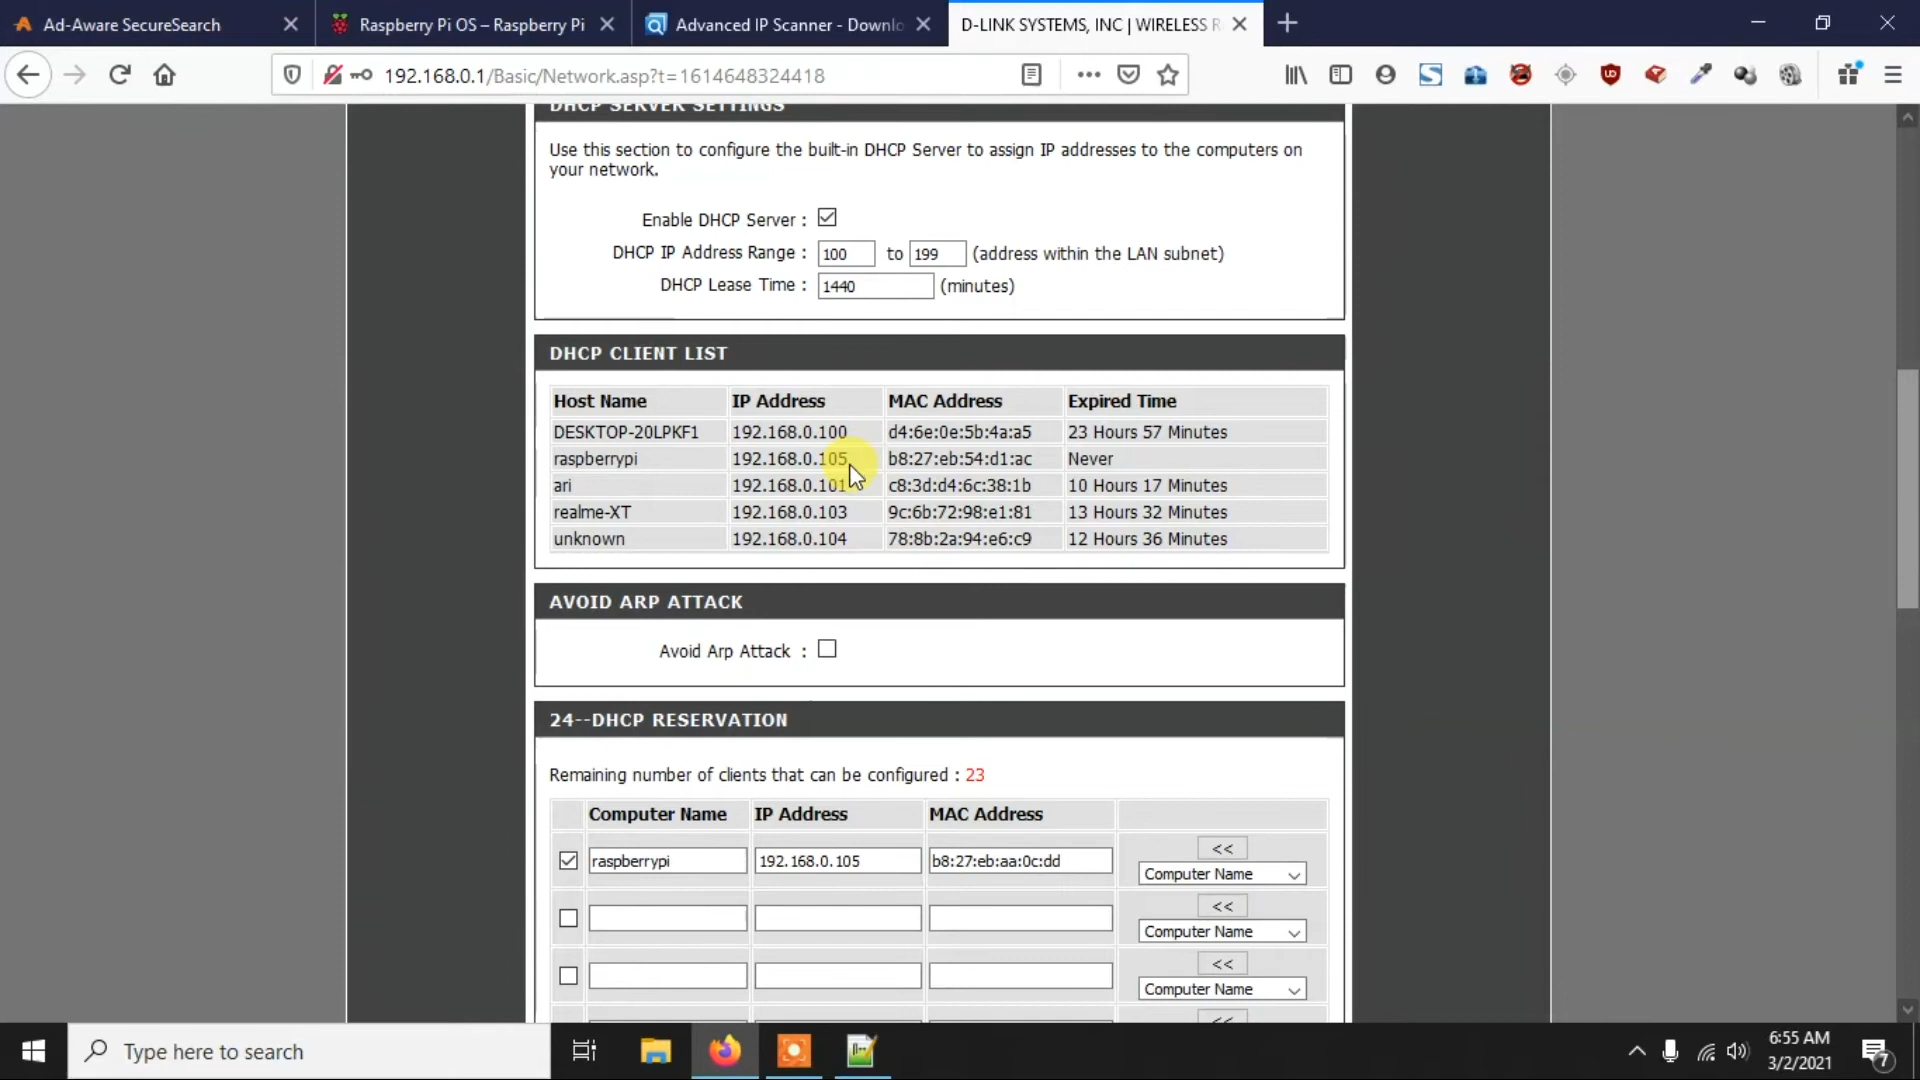 Ad-Aware SecureSearch
Raspberry Pi OS – Raspberry Pi
Advanced IP Scanner - Downlo
D-LINK SYSTEMS, INC | WIRELESS R
192.168.0.1/Basic/Network.asp?t=1614648324418
DHCP SERVER SETTINGS
Use this section to configure the built-in DHCP Server to assign IP addresses to the computers on
your network.
Enable DHCP Server :
DHCP IP Address Range : 100 to 199 (address within the LAN subnet)
DHCP Lease Time : 1440 (minutes)
DHCP CLIENT LIST
Host Name IP Address MAC Address Expired Time
DESKTOP-20LPKF1 192.168.0.100 d4:6e:0e:5b:4a:a5 23 Hours 57 Minutes
raspberrypi 192.168.0.105 b8:27:eb:54:d1:ac Never
ari 192.168.0.101 c8:3d:d4:6c:38:1b 10 Hours 17 Minutes
realme-XT 192.168.0.103 9c:6b:72:98:e1:81 13 Hours 32 Minutes
unknown 192.168.0.104 78:8b:2a:94:e6:c9 12 Hours 36 Minutes
AVOID ARP ATTACK
Avoid Arp Attack :
24--DHCP RESERVATION
Remaining number of clients that can be configured : 23
Computer Name IP Address MAC Address
<<
raspberrypi 192.168.0.105 b8:27:eb:aa:0c:dd
Computer Name
<<
Computer Name
<<
Computer Name
<<
Type here to search
6:55 AM
3/2/2021
7